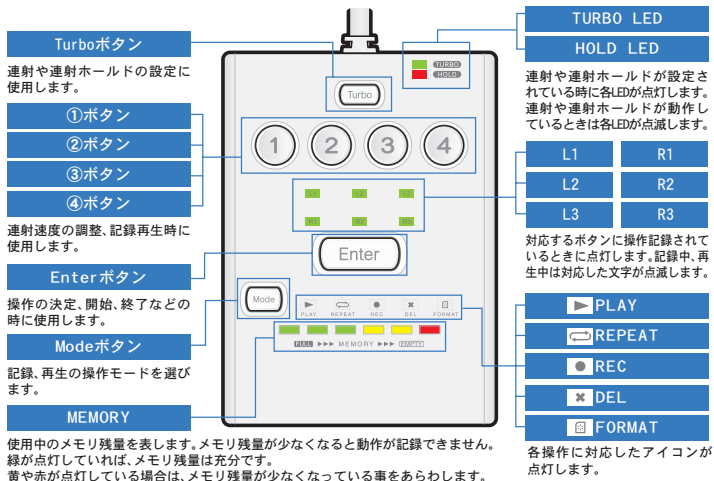 Turboボタン
連射や連射ホールドの設定に
使用します。
①ボタン
②ボタン
③ボタン
④ボタン
連射速度の調整、記録再生時に
使用します。
Enterボタン
操作の決定、開始、終了などの
時に使用します。
Modeボタン
記録、再生の操作モードを選び
ます。
MEMORY
使用中のメモリ残量を表します。メモリ残量が少なくなると動作が記録できません。
緑が点灯していれば、メモリ残量は充分です。
黄や赤が点灯している場合は、メモリ残量が少なくなっている事をあらわします。
TURBO
HOLD
Turbo
1 2 3 4
L1 L2 L3
R1 R2 R3
Enter
Mode
PLAY REPEAT REC DEL FORMAT
FULL ▶▶▶ MEMORY ▶▶▶ EMPTY
TURBO LED
HOLD LED
連射や連射ホールドが設定さ
れている時に各LEDが点灯します。
連射や連射ホールドが動作し
ているときは各LEDが点滅します。
L1 R1
L2 R2
L3 R3
対応するボタンに操作記録されて
いるときに点灯します。記録中、再
生中は対応した文字が点滅します。
PLAY
REPEAT
REC
DEL
FORMAT
各操作に対応したアイコンが
点灯します。